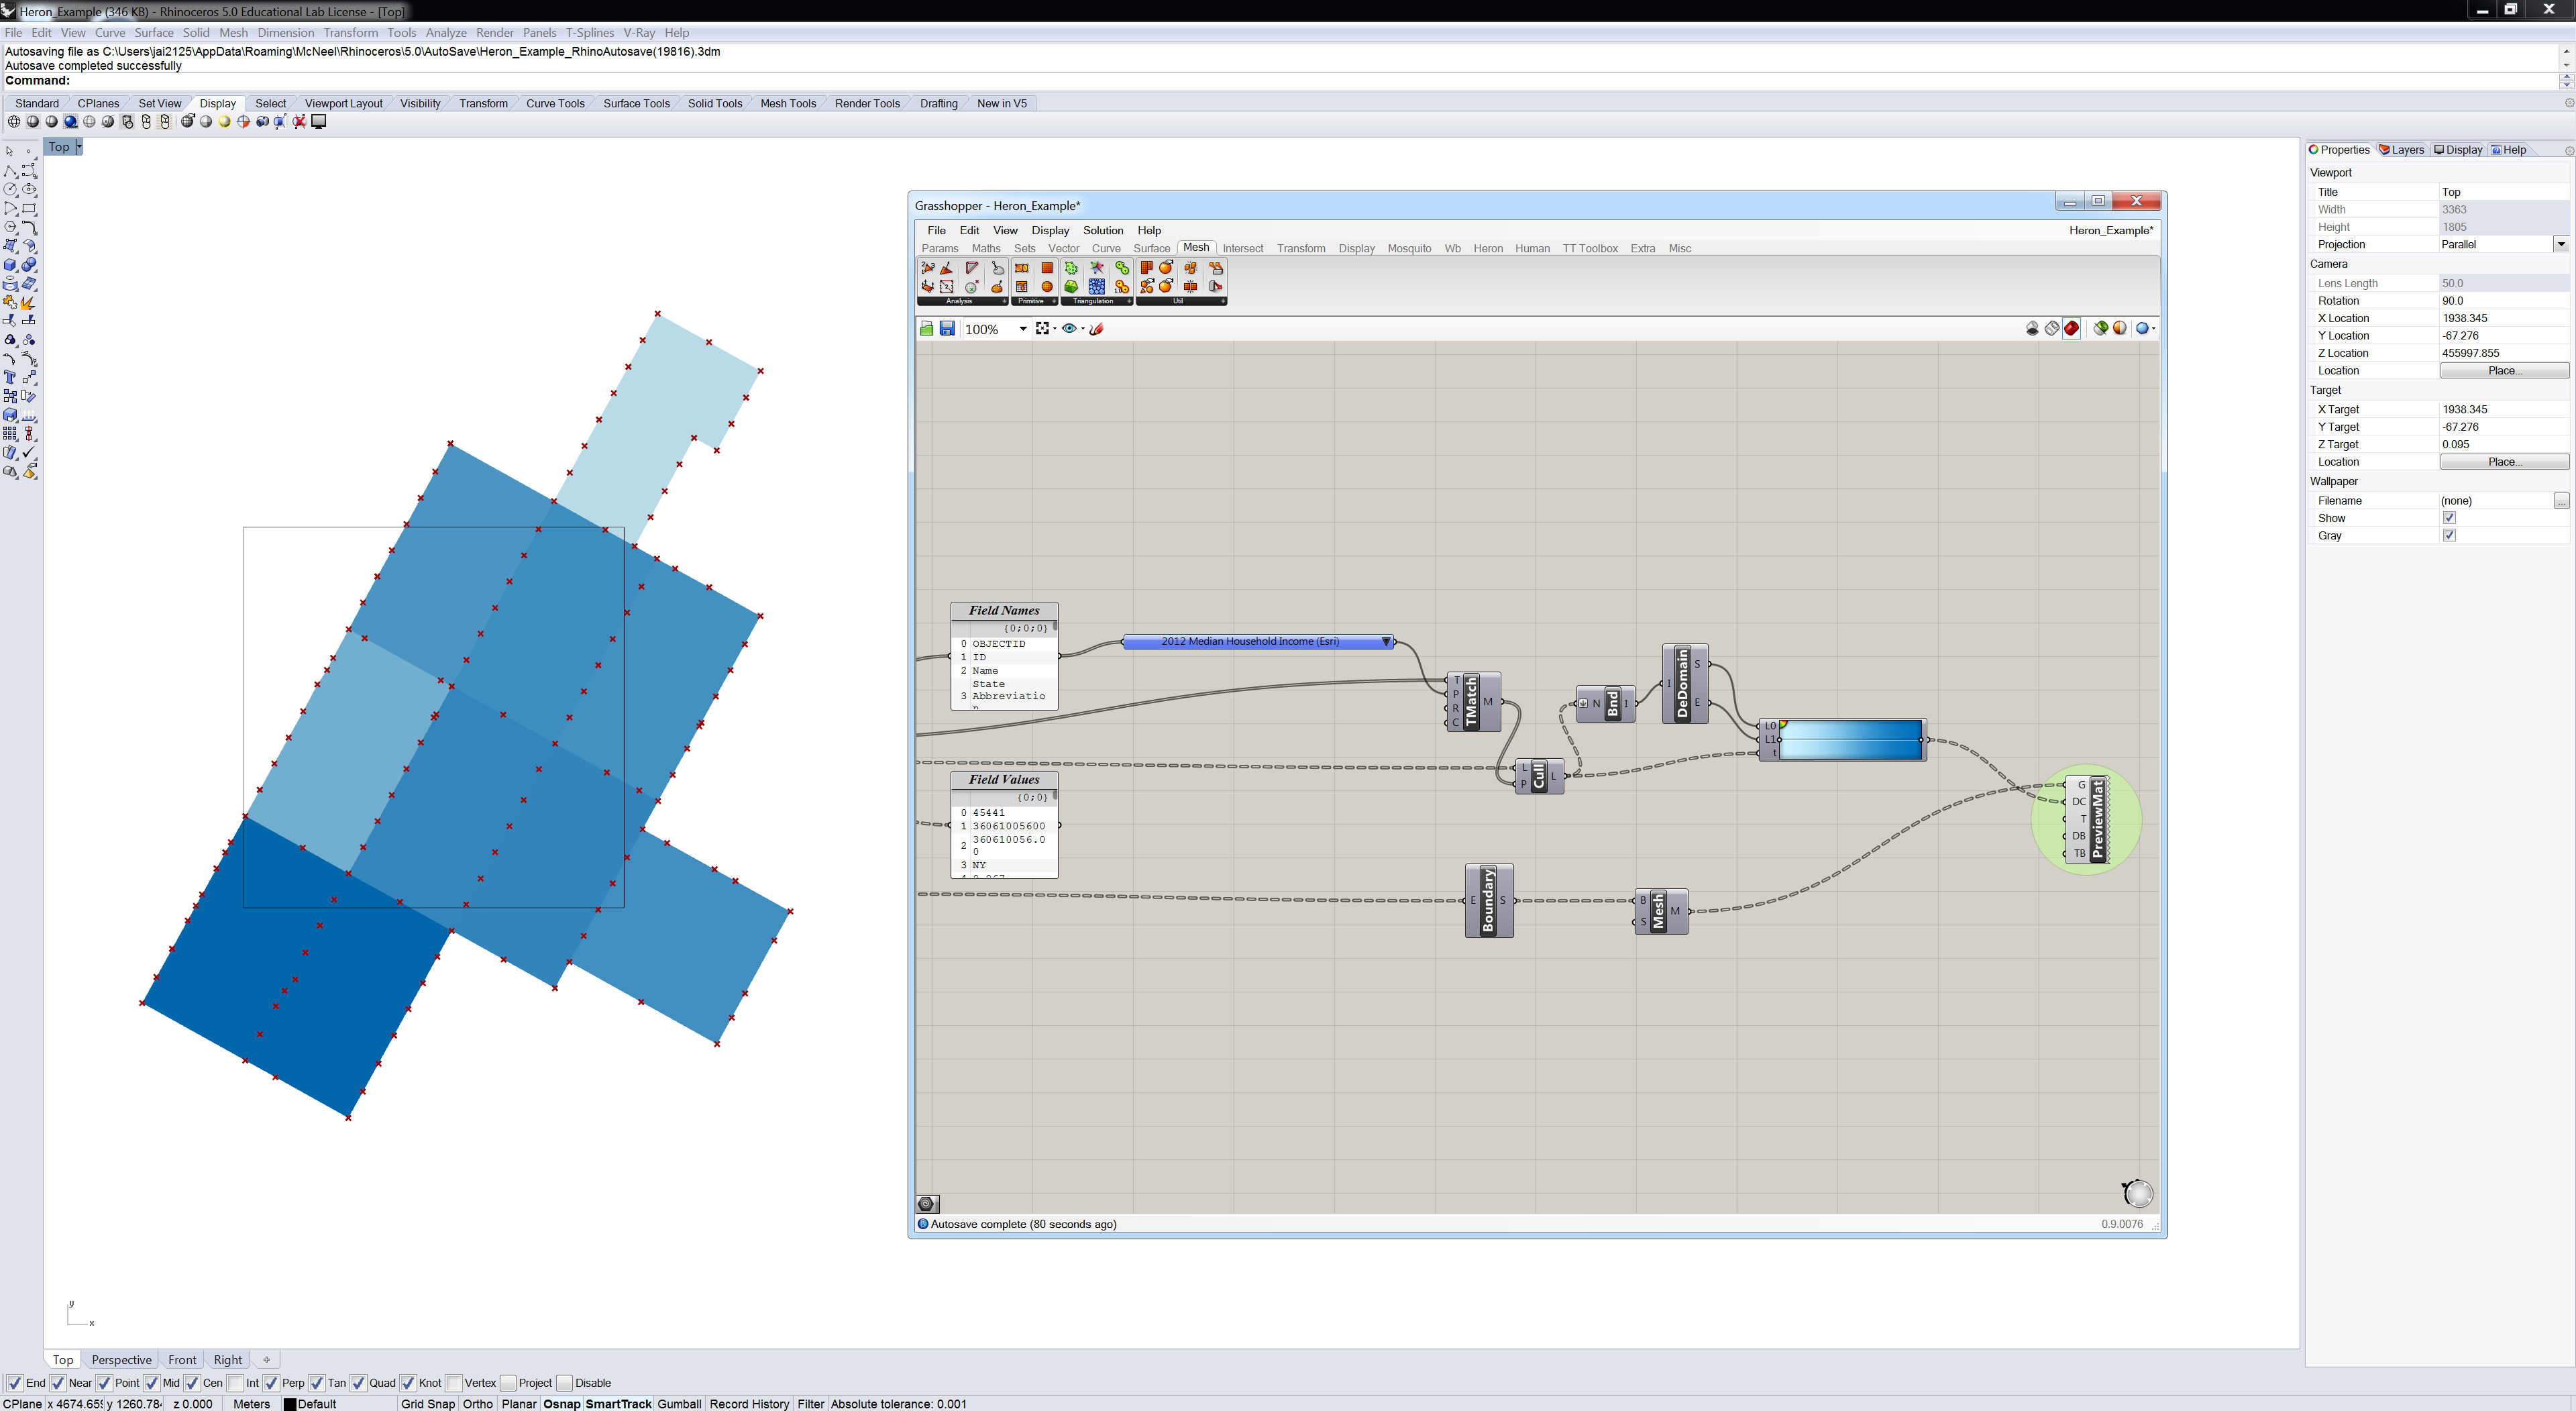 Heron_Example (346 KB) - Rhinoceros 5.0 Educational Lab License - [Top]
File Edit View Curve Surface Solid Mesh Dimension Transform Tools Analyze Render Panels T-Splines V-Ray Help
Autosaving file as C:\Users\jai2125\AppData\Roaming\McNeel\Rhinoceros\5.0\AutoSave\Heron_Example_RhinoAutosave(19816).3dm
Autosave completed successfully
Command:
Standard CPlanes Set View Display Select Viewport Layout Visibility Transform Curve Tools Surface Tools Solid Tools Mesh Tools Render Tools Drafting New in V5
Top
Grasshopper - Heron_Example*
File Edit View Display Solution Help
Heron_Example*
Params Maths Sets Vector Curve Surface Mesh Intersect Transform Display Mosquito Wb Heron Human TT Toolbox Extra Misc
Analysis Primitive Triangulation Util
100%
Field Names
{0;0;0}
0 OBJECTID
1 ID
2 Name
State
3 Abbreviatio
2012 Median Household Income (Esri)
T
P
R
C
TMatch
M
N
Bnd
I
I
DeDomain
S
E
L0
L1
t
L
P
Cull
L
Field Values
{0;0}
0 45441
1 36061005600
360610056.0
2
0
3 NY
E
Boundary
S
B
S
Mesh
M
G
DC
T
DB
TB
PreviewMat
Autosave complete (80 seconds ago)
0.9.0076
Properties Layers Display Help
Viewport
Title Top
Width 3363
Height 1805
Projection Parallel
Camera
Lens Length 50.0
Rotation 90.0
X Location 1938.345
Y Location -67.276
Z Location 455997.855
Location Place...
Target
X Target 1938.345
Y Target -67.276
Z Target 0.095
Location Place...
Wallpaper
Filename (none) ...
Show
Gray
y
x
Top Perspective Front Right
End Near Point Mid Cen Int Perp Tan Quad Knot Vertex Project Disable
CPlane x 4674.65 y 1260.78 z 0.000 Meters Default Grid Snap Ortho Planar Osnap SmartTrack Gumball Record History Filter Absolute tolerance: 0.001